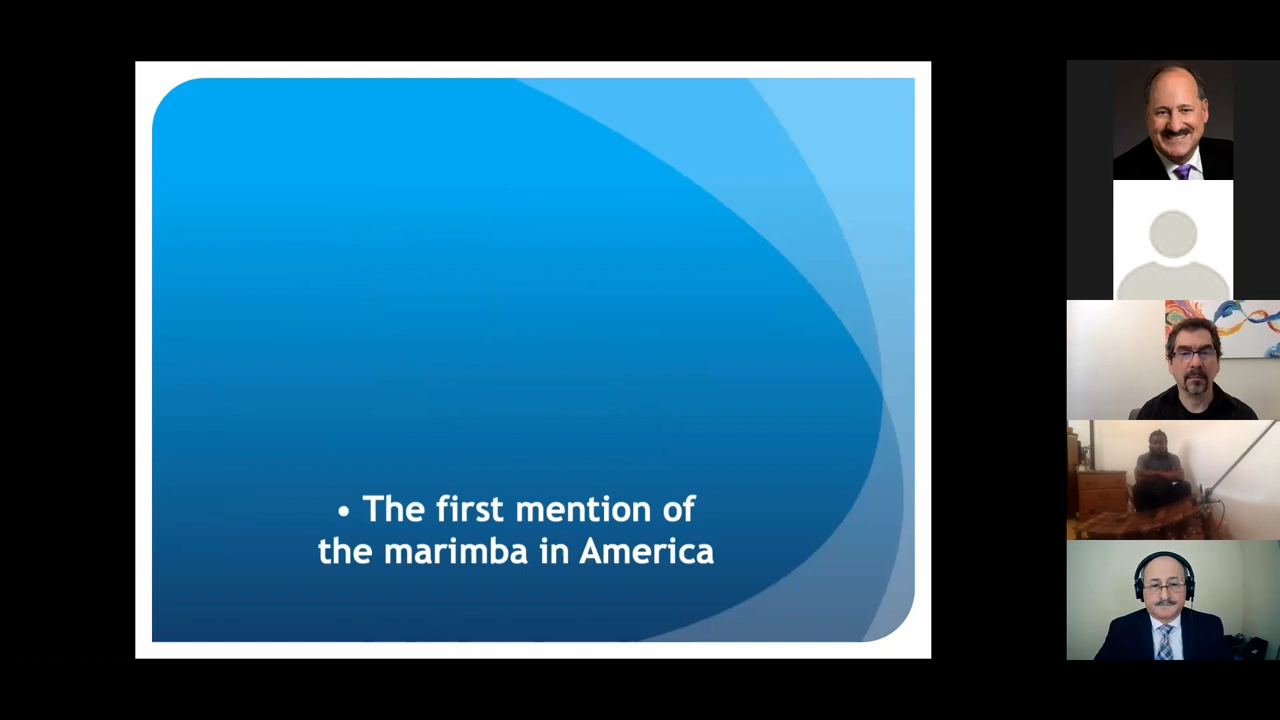 • The first mention of
the marimba in America